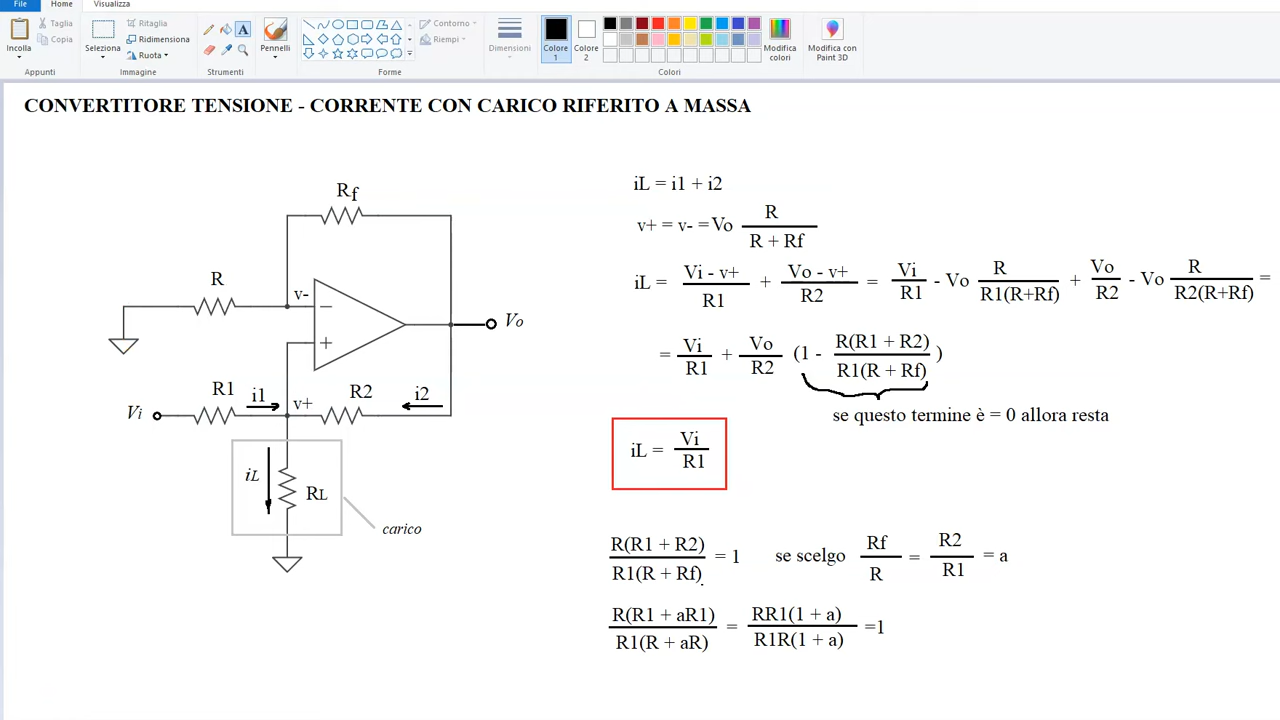 File Home Visualizza
Incolla Taglia Copia Appunti
Selezione Ritaglia Ridimensiona Ruota Immagine
Strumenti
Pennelli
Contorno Riempi Forme
Dimensioni
Colore 1 Colore 2 Modifica colori Colori
Modifica con Paint 3D
CONVERTITORE TENSIONE - CORRENTE CON CARICO RIFERITO A MASSA
Rf
R
v-
−
+
Vo
R1
i1
v+
R2
i2
Vi
iL
RL
carico
iL = i1 + i2
v+ = v- = Vo R / R + Rf
iL = Vi - v+ / R1 + Vo - v+ / R2 = Vi / R1 - Vo R / R1(R+Rf) + Vo / R2 - Vo R / R2(R+Rf) =
= Vi / R1 + Vo / R2 (1 - R(R1 + R2) / R1(R + Rf) )
se questo termine è = 0 allora resta
iL = Vi / R1
R(R1 + R2) / R1(R + Rf) = 1 se scelgo Rf / R = R2 / R1 = a
R(R1 + aR1) / R1(R + aR) = RR1(1 + a) / R1R(1 + a) =1